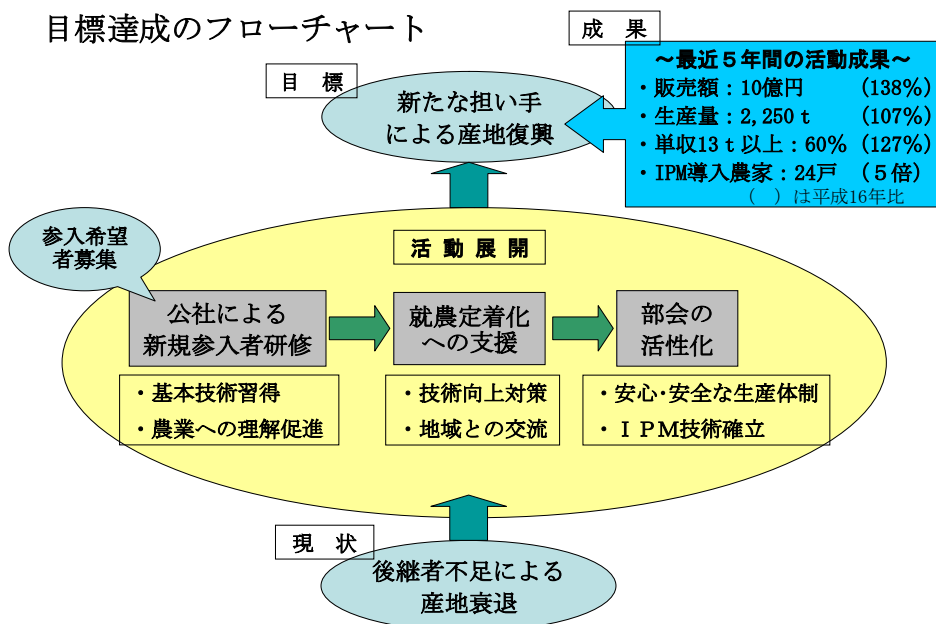 目標達成のフローチャート
成 果
～最近５年間の活動成果～
・販売額：10億円 (138%)
・生産量：2,250ｔ (107%)
・単収13ｔ以上：60% (127%)
・IPM導入農家：24戸 (５倍)
( )は平成16年比
目 標
新たな担い手
による産地復興
参入希望
者募集
活 動 展 開
公社による
新規参入者研修
就農定着化
への支援
部会の
活性化
・基本技術習得
・農業への理解促進
・技術向上対策
・地域との交流
・安心･安全な生産体制
・ＩＰＭ技術確立
現 状
後継者不足による
産地衰退